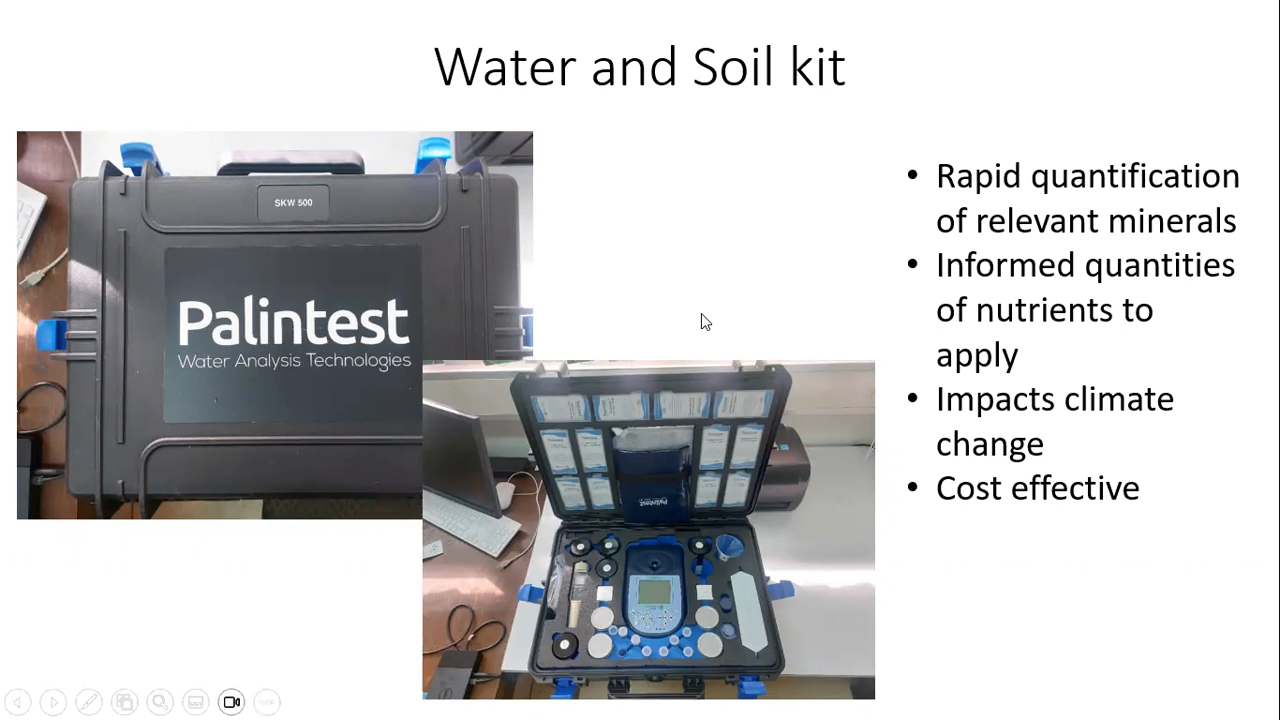 Water and Soil kit
SKW 500
Palintest
Water Analysis Technologies
Palintest
• Rapid quantification
of relevant minerals
• Informed quantities
of nutrients to
apply
• Impacts climate
change
• Cost effective